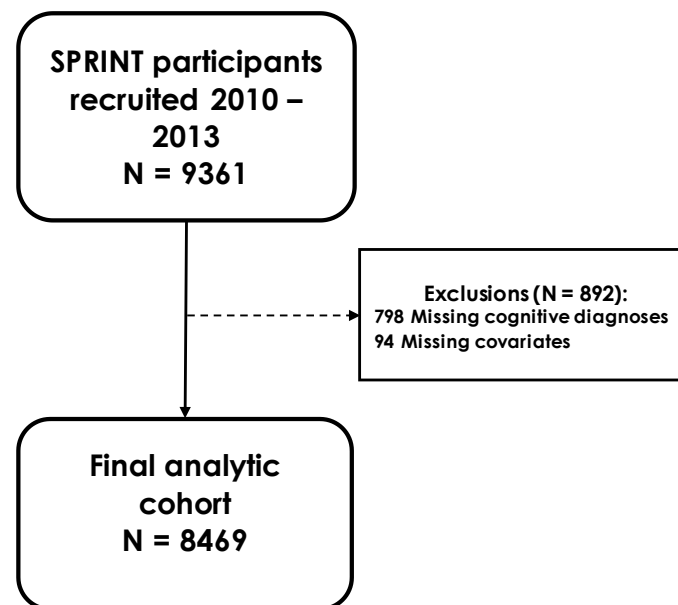 SPRINT participants
recruited 2010 –
2013
N = 9361
Exclusions (N = 892):
798 Missing cognitive diagnoses
94 Missing covariates
Final analytic
cohort
N = 8469